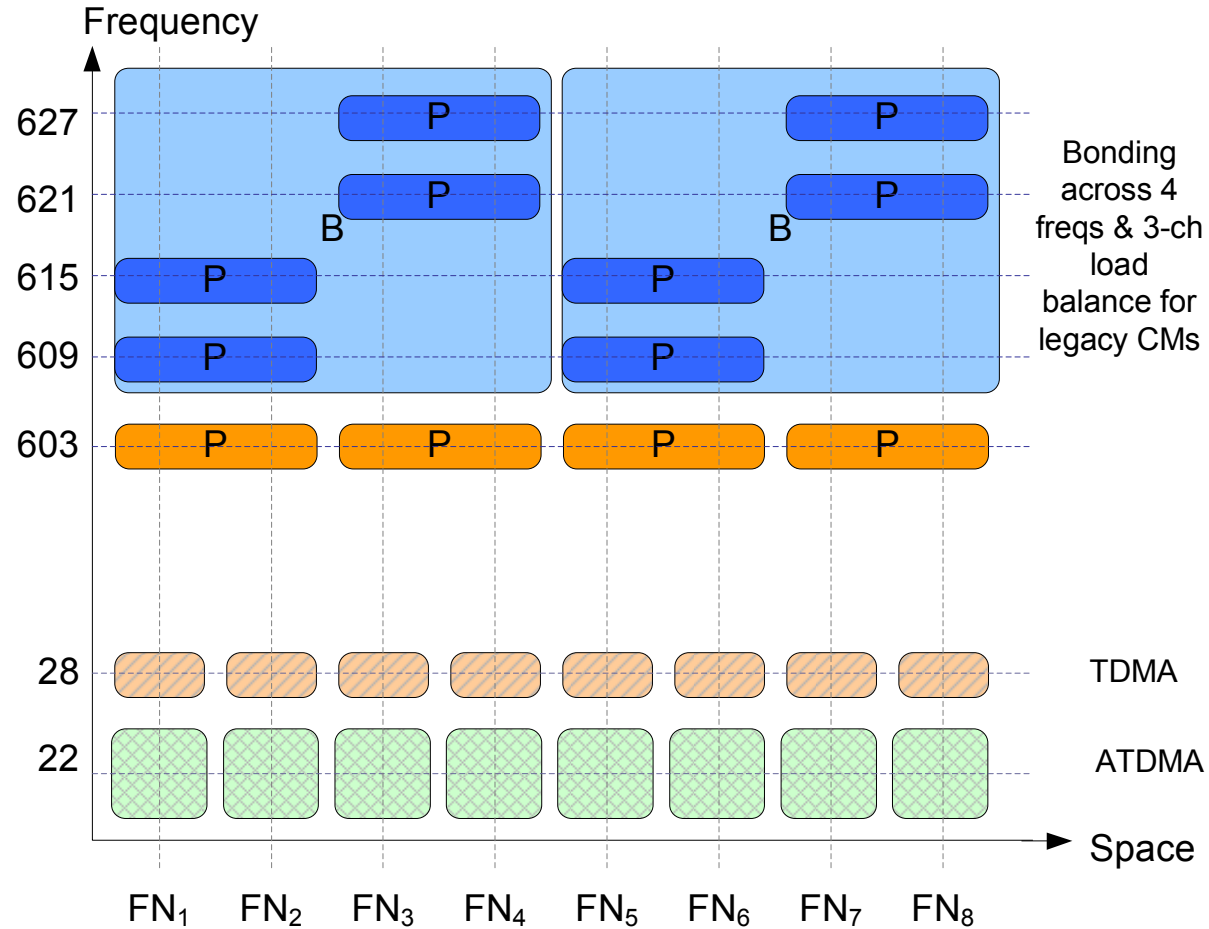 Frequency
627 P P
621 P P
B B
615 P P
609 P P
Bonding
across 4
freqs & 3-ch
load
balance for
legacy CMs
603 P P P P
28 TDMA
22 ATDMA
Space
FN₁ FN₂ FN₃ FN₄ FN₅ FN₆ FN₇ FN₈